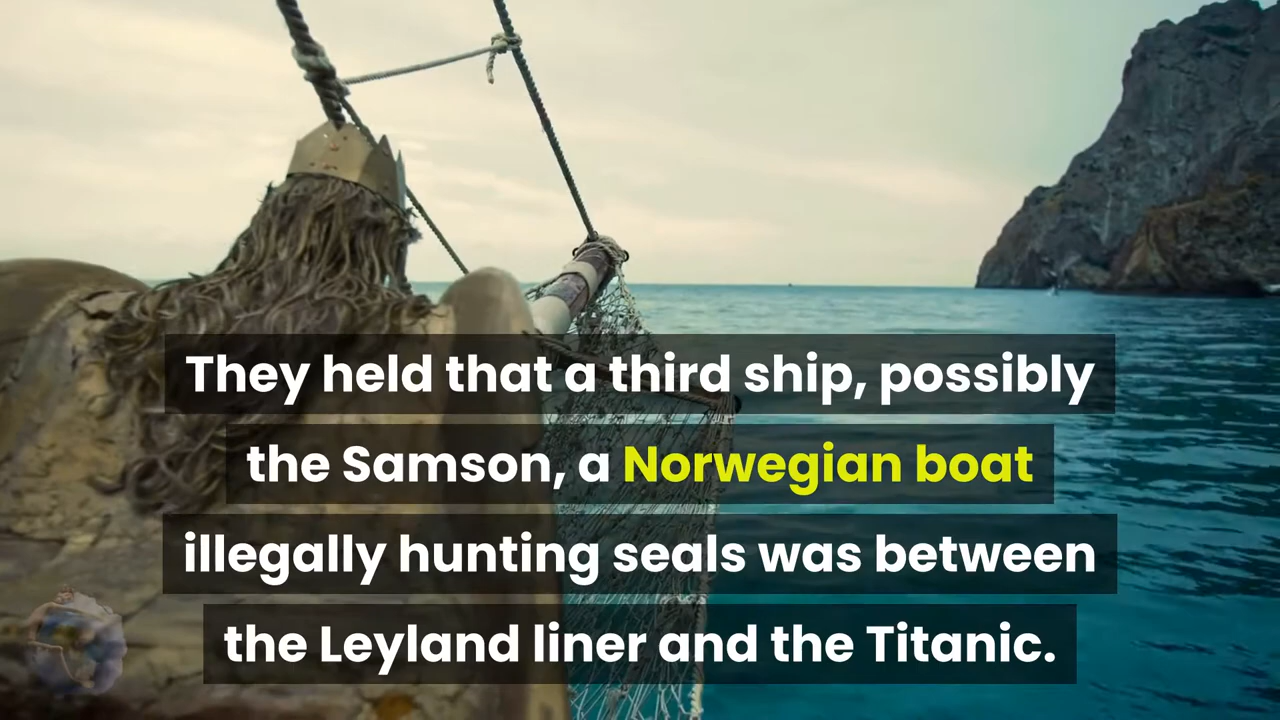 They held that a third ship, possibly
the Samson, a Norwegian boat
illegally hunting seals was between
the Leyland liner and the Titanic.